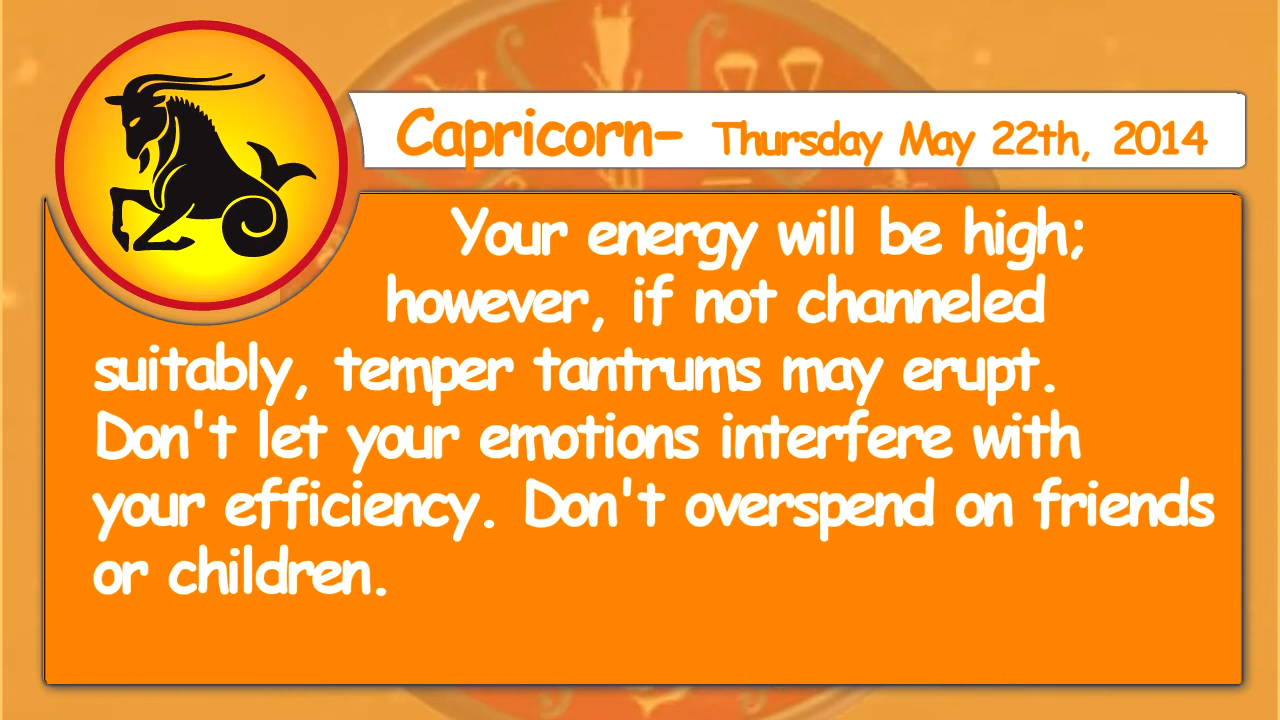 Capricorn- Thursday May 22th, 2014
Your energy will be high;
however, if not channeled
suitably, temper tantrums may erupt.
Don't let your emotions interfere with
your efficiency. Don't overspend on friends
or children.